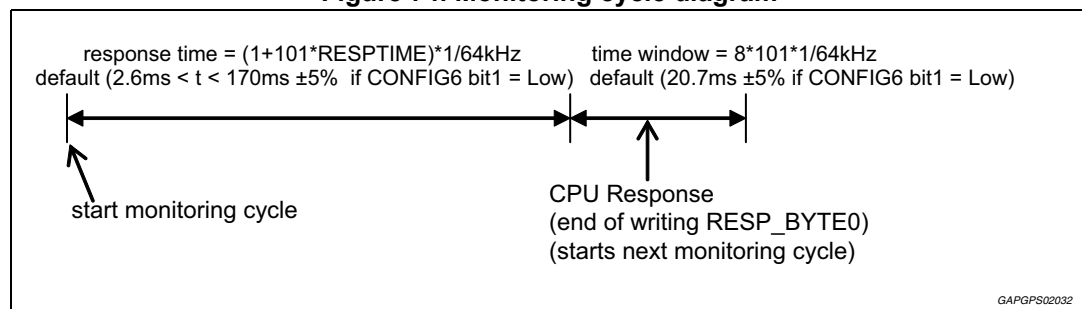 Figure Monitoring cycle diagram
response time = (1+101*RESPTIME)*1/64kHz
default (2.6ms < t < 170ms ±5%  if CONFIG6 bit1 = Low)
time window = 8*101*1/64kHz
default (20.7ms ±5% if CONFIG6 bit1 = Low)
start monitoring cycle
CPU Response
(end of writing RESP_BYTE0)
(starts next monitoring cycle)
GAPGPS02032